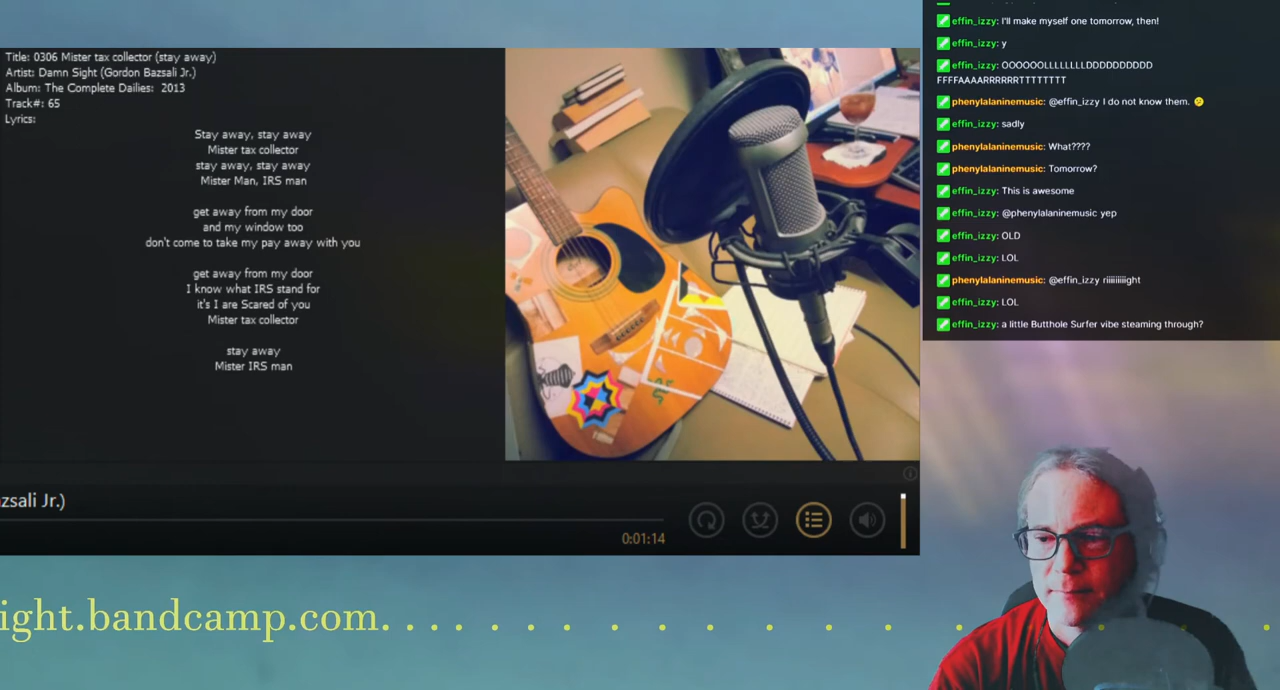 Title: 0306 Mister tax collector (stay away)
Artist: Damn Sight (Gordon Bazsali Jr.)
Album: The Complete Dailies:  2013
Track#: 65
Lyrics:
Stay away, stay away
Mister tax collector
stay away, stay away
Mister Man, IRS man
get away from my door
and my window too
don't come to take my pay away with you
get away from my door
I know what IRS stand for
it's I are Scared of you
Mister tax collector
stay away
Mister IRS man
azsali Jr.)
0:01:14
ight.bandcamp.com. . . . . . . . . . . . . . . . . .
effin_izzy: I'll make myself one tomorrow, then!
effin_izzy: y
effin_izzy: OOOOOOLLLLLLLLDDDDDDDDDD
FFFFAAAARRRRRRTTTTTTTT
phenylalaninemusic: @effin_izzy I do not know them. 😕
effin_izzy: sadly
phenylalaninemusic: What????
phenylalaninemusic: Tomorrow?
effin_izzy: This is awesome
effin_izzy: @phenylalaninemusic yep
effin_izzy: OLD
effin_izzy: LOL
phenylalaninemusic: @effin_izzy riiiiiiiiight
effin_izzy: LOL
effin_izzy: a little Butthole Surfer vibe steaming through?